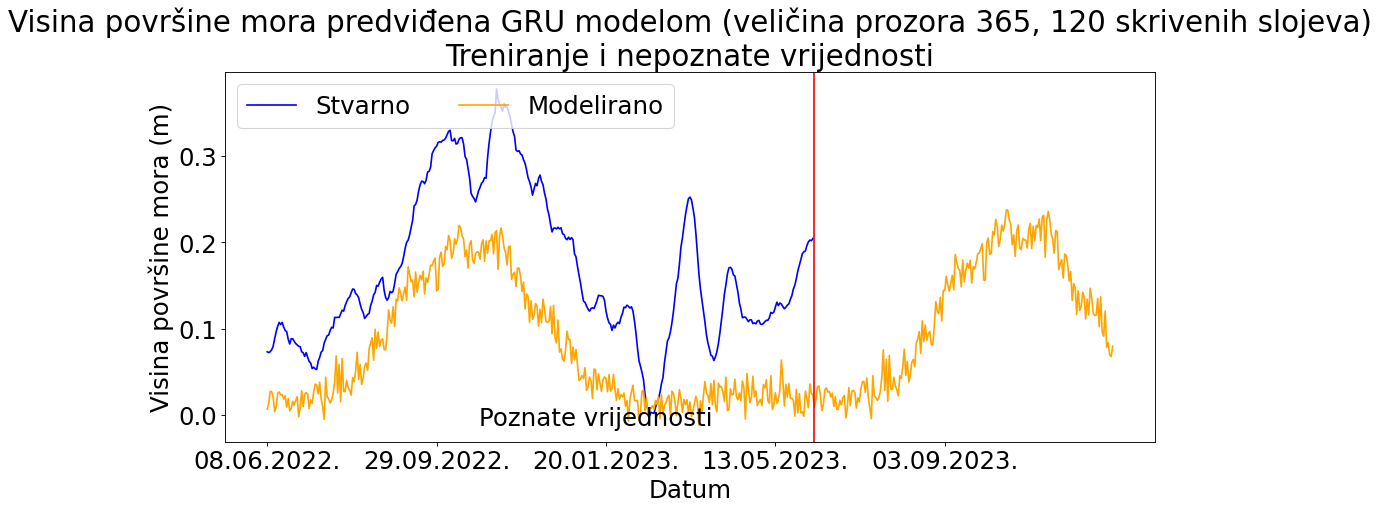 Visina površine mora predviđena GRU modelom (veličina prozora 365, 120 skrivenih slojeva)
Treniranje i nepoznate vrijednosti
Stvarno
Modelirano
Visina površine mora (m)
0.3
0.2
0.1
0.0
Poznate vrijednosti
08.06.2022.
29.09.2022.
20.01.2023.
13.05.2023.
03.09.2023.
Datum